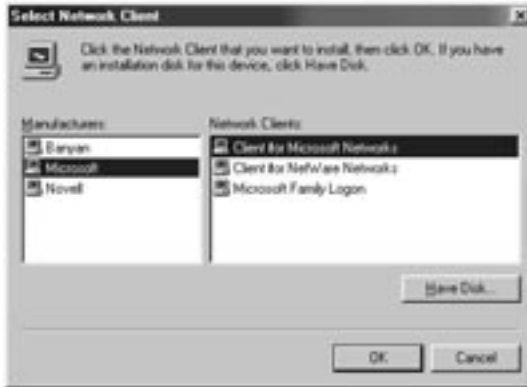 Select Network Client
Click the Network Client that you want to install, then click OK. If you have
an installation disk for this device, click Have Disk.
Manufacturers:
Network Clients:
Banyan
Microsoft
Novell
Client for Microsoft Networks
Client for NetWare Networks
Microsoft Family Logon
Have Disk...
OK
Cancel